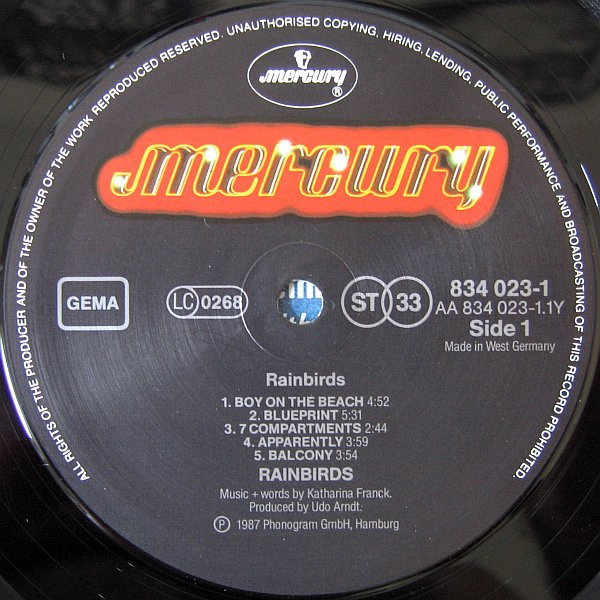 ALL RIGHTS OF THE PRODUCER AND OF THE OWNER OF THE WORK REPRODUCED RESERVED. UNAUTHORISED COPYING, HIRING, LENDING, PUBLIC PERFORMANCE AND BROADCASTING OF THIS RECORD PROHIBITED.
mercury
®
mercury
GEMA
LC 0268
ST 33
834 023-1
AA 834 023-1.1Y
Side 1
Made in West Germany
Rainbirds
1. BOY ON THE BEACH 4:52
2. BLUEPRINT 5:31
3. 7 COMPARTMENTS 2:44
4. APPARENTLY 3:59
5. BALCONY 3:54
RAINBIRDS
Music + words by Katharina Franck.
Produced by Udo Arndt.
℗ 1987 Phonogram GmbH, Hamburg